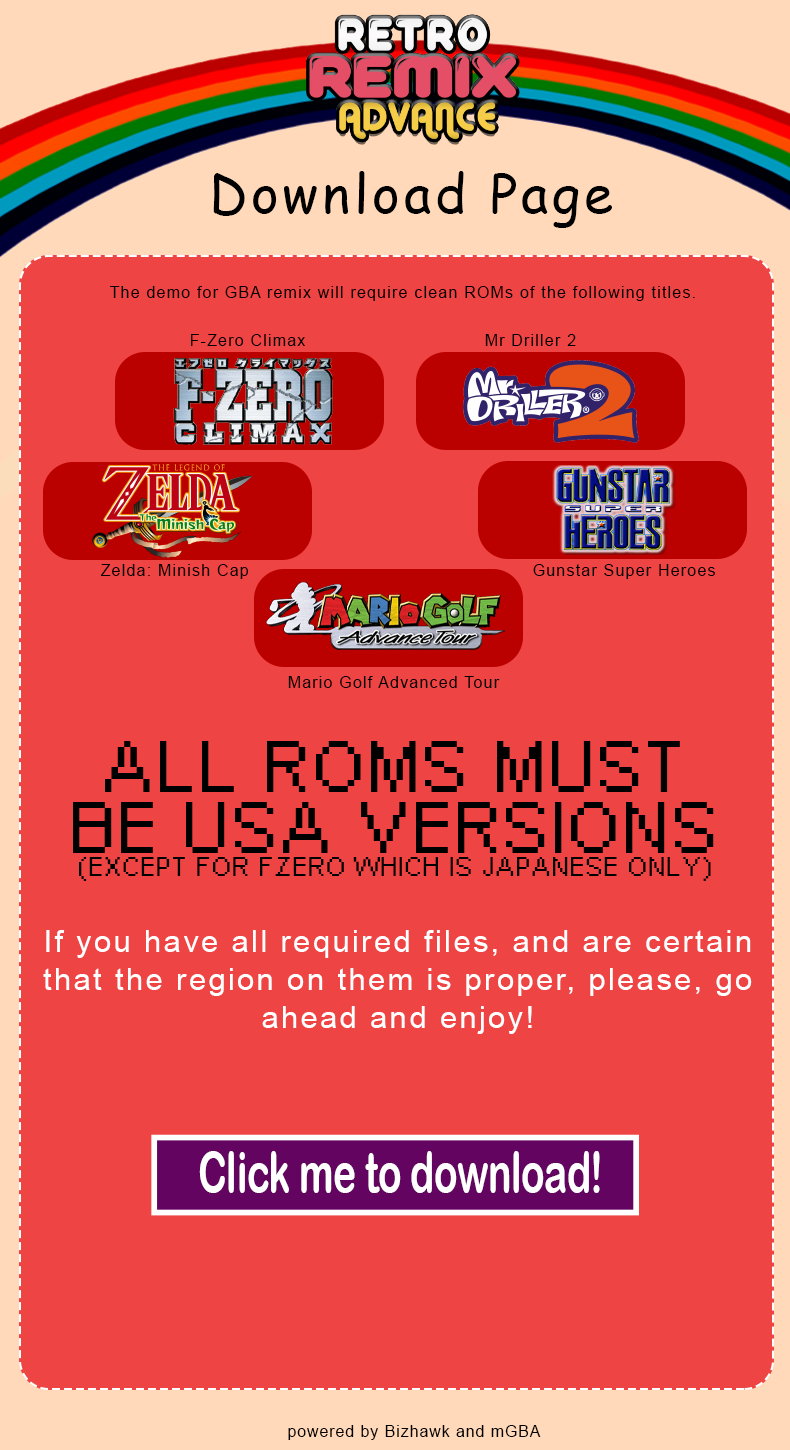 RETRO
REMIX
ADVANCE
Download Page
The demo for GBA remix will require clean ROMs of the following titles.
F-Zero Climax
Mr Driller 2
エフゼロ クライマックス
F-ZERO
CLIMAX
Mr.
DRILLER® 2
THE LEGEND OF
ZELDA
The Minish Cap
GUNSTAR
SUPER
HEROES
Zelda: Minish Cap
Gunstar Super Heroes
MARIO GOLF
Advance Tour
Mario Golf Advanced Tour
ALL ROMS MUST
BE USA VERSIONS
(EXCEPT FOR FZERO WHICH IS JAPANESE ONLY)
If you have all required files, and are certain
that the region on them is proper, please, go
ahead and enjoy!
Click me to download!
powered by Bizhawk and mGBA